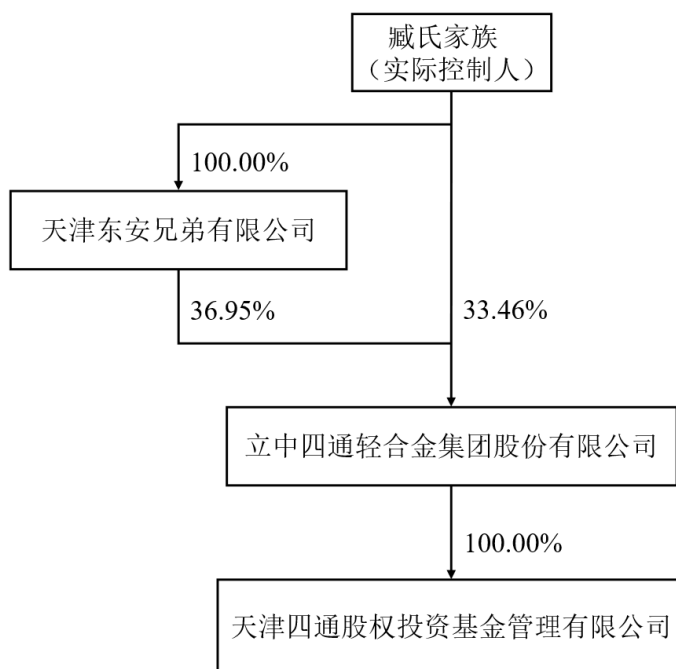 臧氏家族
（实际控制人）
100.00%
天津东安兄弟有限公司
36.95%
33.46%
立中四通轻合金集团股份有限公司
100.00%
天津四通股权投资基金管理有限公司